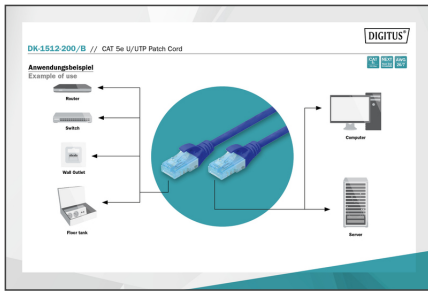 DIGITUS®
DK-1512-200/B // CAT 5e U/UTP Patch Cord
Anwendungsbeispiel
Example of use
Router
Switch
Wall Outlet
Floor tank
Computer
Server